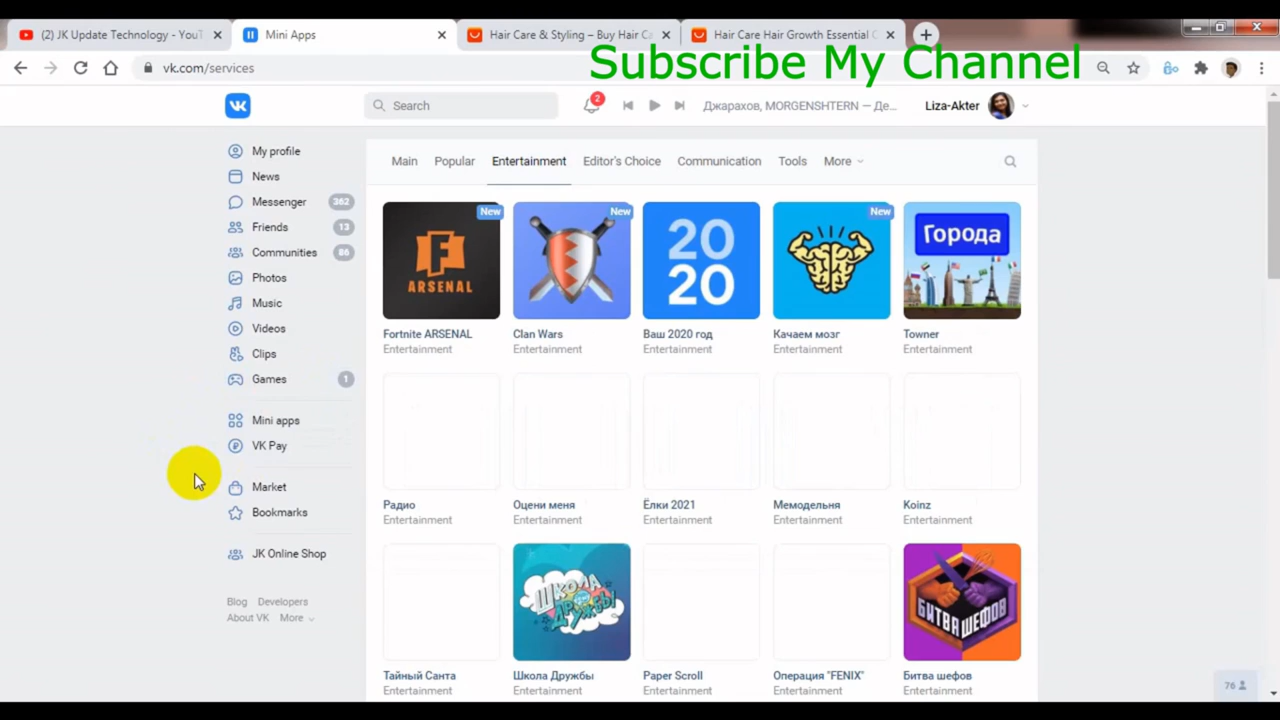 (2) JK Update Technology - YouT
Mini Apps
Hair Care & Styling – Buy Hair Ca
Hair Care Hair Growth Essential C
Subscribe My Channel
vk.com/services
Search
2
Джарахов, MORGENSHTERN — Де...
Liza-Akter
My profile
News
Messenger 362
Friends 13
Communities 86
Photos
Music
Videos
Clips
Games 1
Mini apps
VK Pay
Market
Bookmarks
JK Online Shop
Blog Developers
About VK More
Main Popular Entertainment Editor's Choice Communication Tools More
New
F
ARSENAL
New
20
20
New
Города
Fortnite ARSENAL
Entertainment
Clan Wars
Entertainment
Ваш 2020 год
Entertainment
Качаем мозг
Entertainment
Towner
Entertainment
Радио
Entertainment
Оцени меня
Entertainment
Ёлки 2021
Entertainment
Мемодельня
Entertainment
Koinz
Entertainment
ШКОЛА
ДРУЖБЫ
БИТВА ШЕФОВ
Тайный Санта
Entertainment
Школа Дружбы
Entertainment
Paper Scroll
Entertainment
Операция "FENIX"
Entertainment
Битва шефов
Entertainment
76